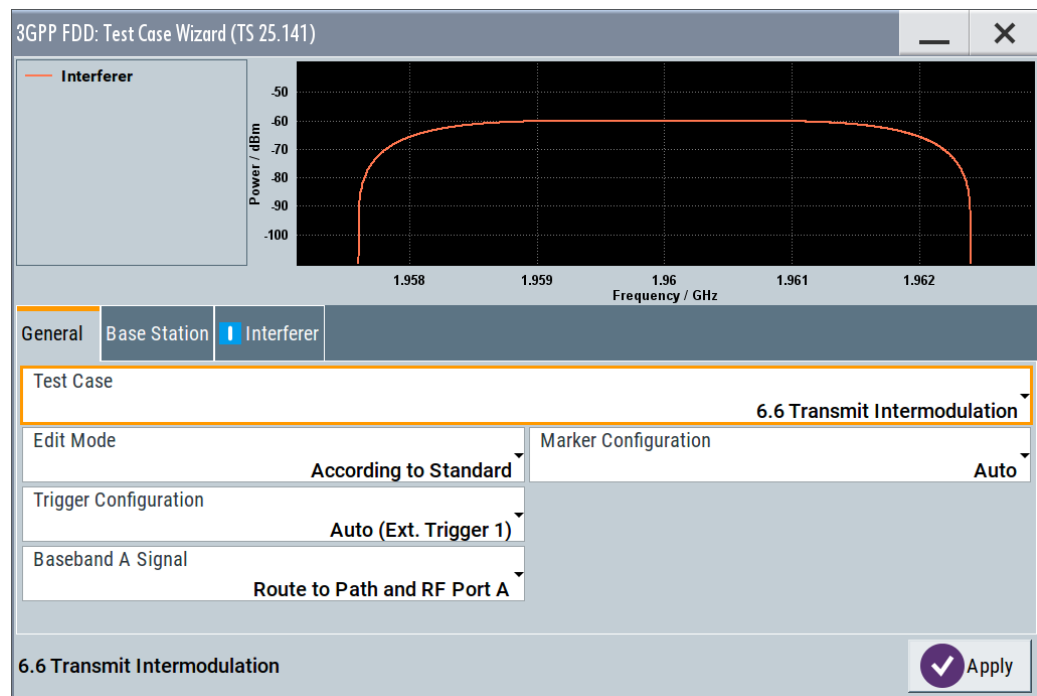 3GPP FDD: Test Case Wizard (TS 25.141)
Interferer
-50
-60
-70
-80
-90
-100
Power / dBm
1.958 1.959 1.96 1.961 1.962
Frequency / GHz
General Base Station I Interferer
Test Case
6.6 Transmit Intermodulation
Edit Mode
According to Standard
Marker Configuration
Auto
Trigger Configuration
Auto (Ext. Trigger 1)
Baseband A Signal
Route to Path and RF Port A
6.6 Transmit Intermodulation
Apply